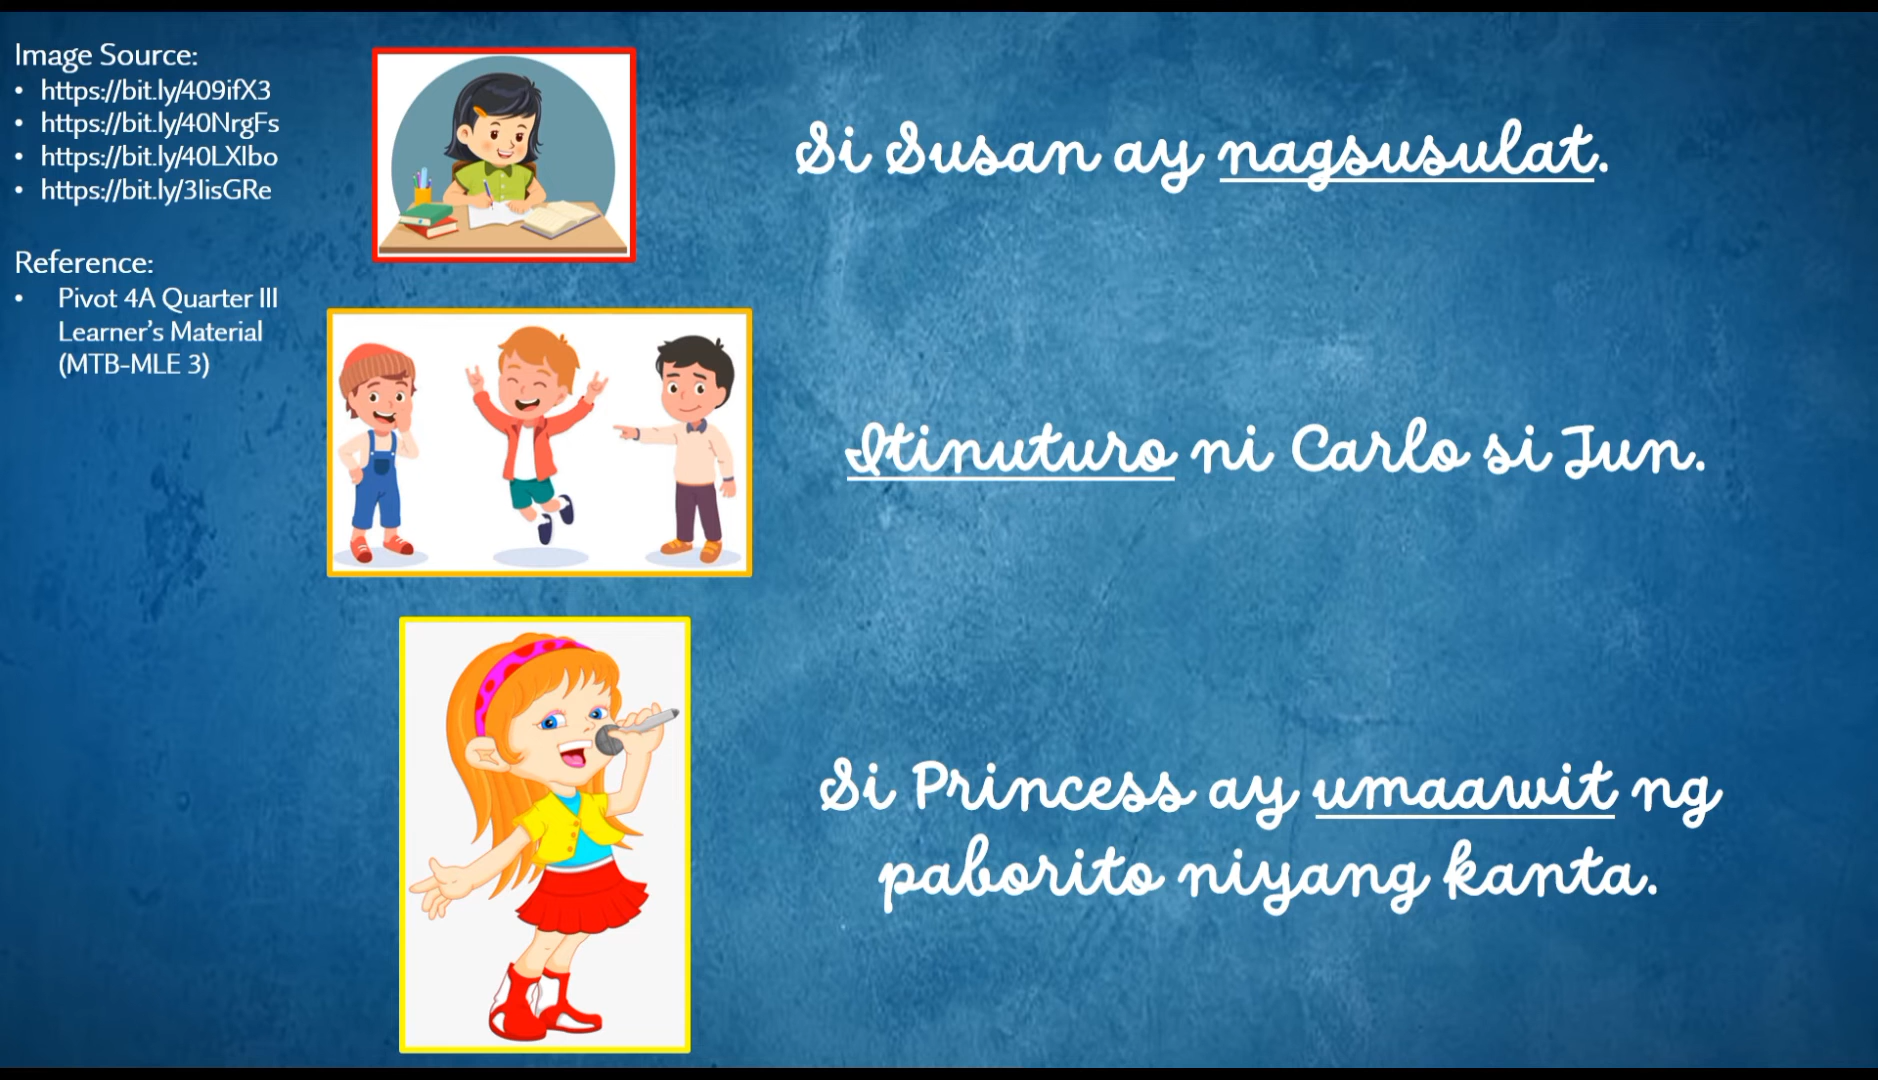 Image Source:
• https://bit.ly/409ifX3
• https://bit.ly/40NrgFs
• https://bit.ly/40LXIbo
• https://bit.ly/3IisGRe
Reference:
• Pivot 4A Quarter III
Learner's Material
(MTB-MLE 3)
Si Susan ay nagsusulat.
Itinuturo ni Carlo si Jun.
Si Princess ay umaawit ng
paborito niyang kanta.